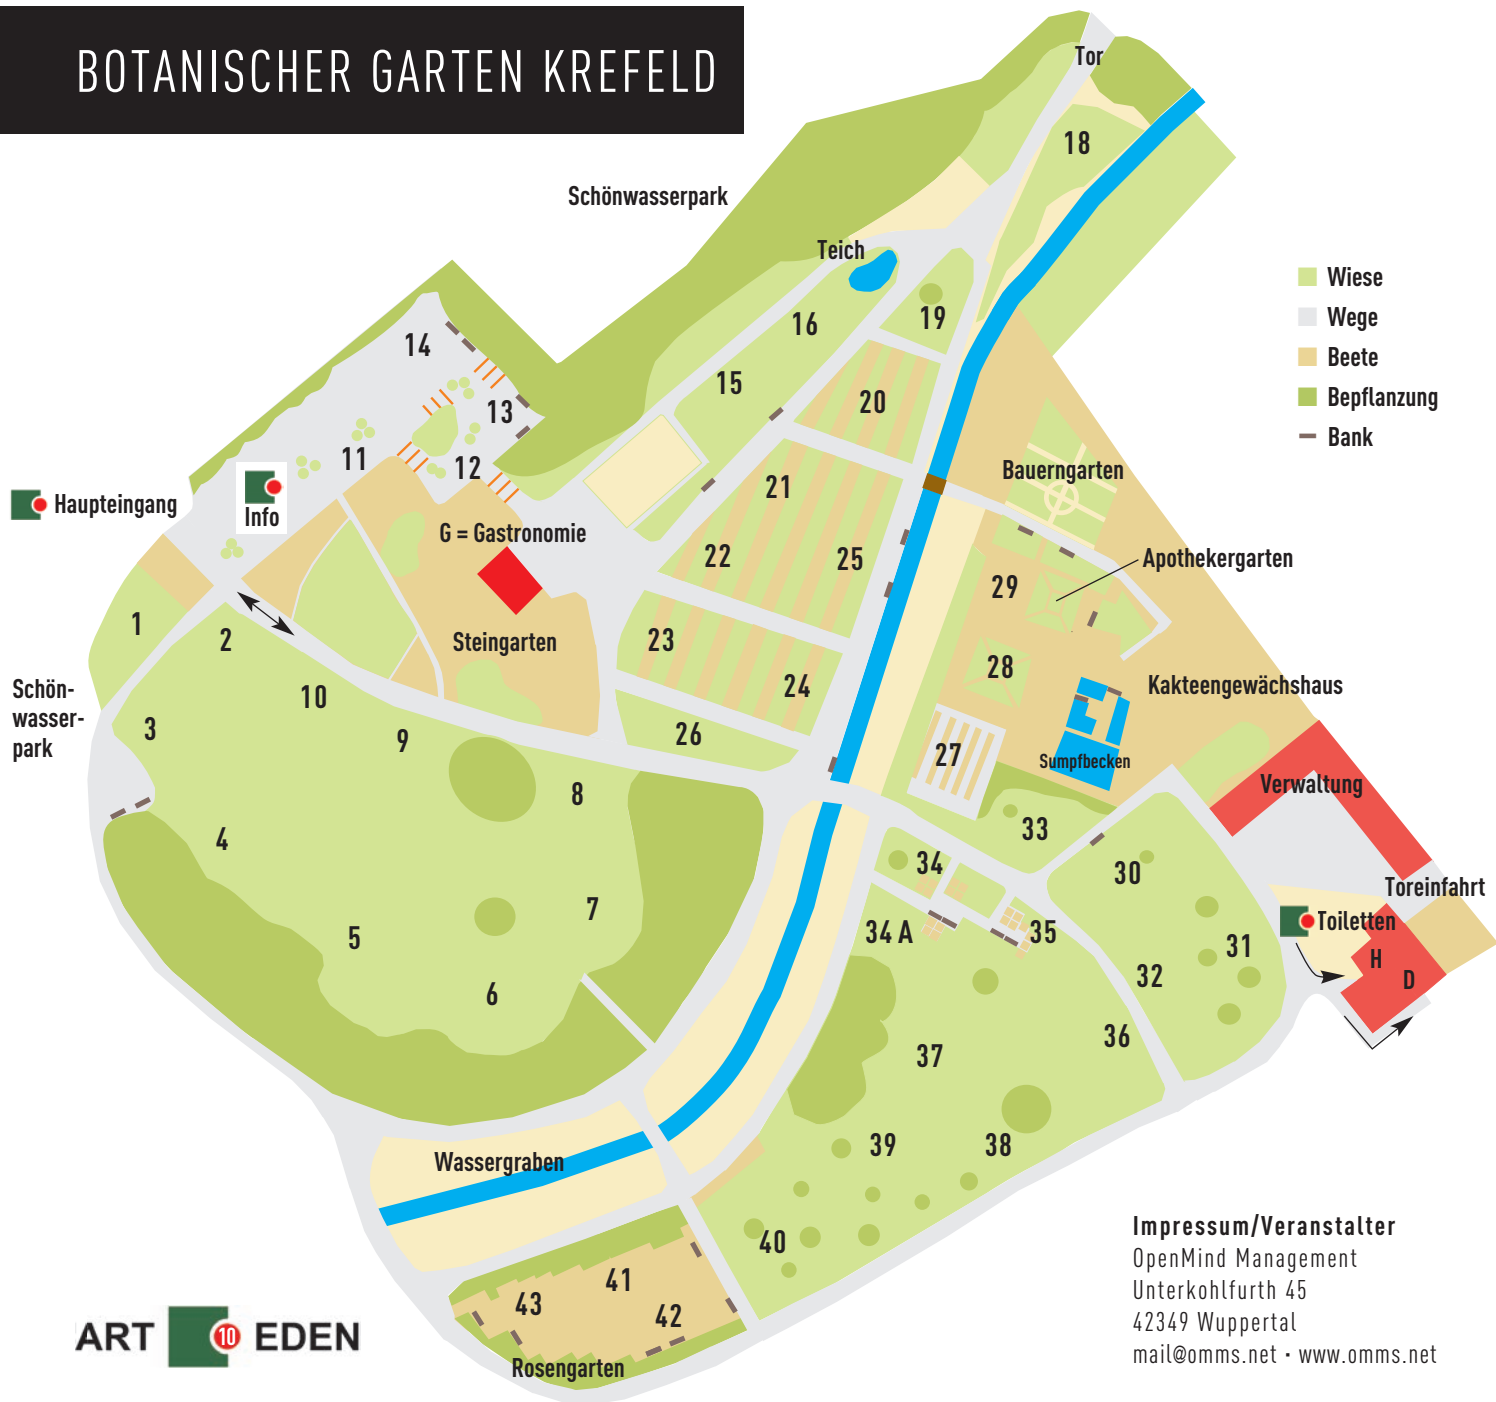 BOTANISCHER GARTEN KREFELD
Tor
18
Schönwasserpark
Teich
Wiese
Wege
Beete
Bepflanzung
Bank
16
19
14
15
20
13
11
12
Bauerngarten
21
Haupteingang
Info
G = Gastronomie
22
25
Apothekergarten
29
1
2
Steingarten
23
28
24
Schön-
wasser-
park
10
Kakteengewächshaus
3
9
26
27
Sumpfbecken
8
Verwaltung
4
33
34
30
Toreinfahrt
7
5
34 A
35
Toiletten
31
H
D
6
32
36
37
39
38
Wassergraben
40
41
43
42
Rosengarten
ART 10 EDEN
Impressum/Veranstalter
OpenMind Management
Unterkohlfurth 45
42349 Wuppertal
mail@omms.net · www.omms.net